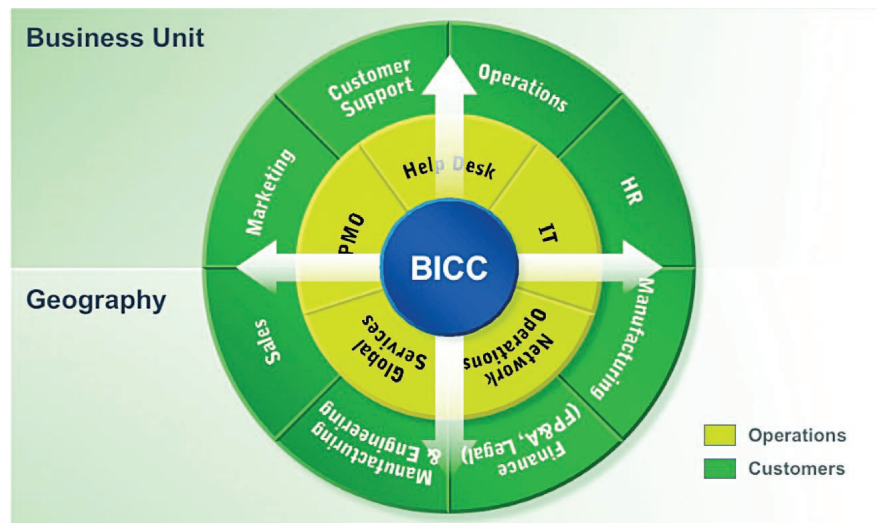 Business Unit
Customer
Support
Operations
Marketing
HR
Help Desk
PMO
IT
BICC
Geography
Sales
Global
Services
Network
Operations
Manufacturing
Manufacturing
& Engineering
Finance
(FP&A, Legal)
Operations
Customers